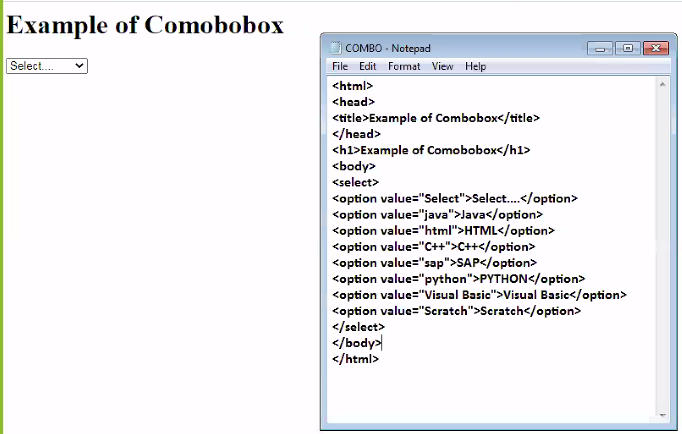 Example of Comobobox
Select....
COMBO - Notepad
File Edit Format View Help
<html>
<head>
<title>Example of Combobox</title>
</head>
<h1>Example of Comobobox</h1>
<body>
<select>
<option value="Select">Select....</option>
<option value="java">Java</option>
<option value="html">HTML</option>
<option value="C++">C++</option>
<option value="sap">SAP</option>
<option value="python">PYTHON</option>
<option value="Visual Basic">Visual Basic</option>
<option value="Scratch">Scratch</option>
</select>
</body>
</html>